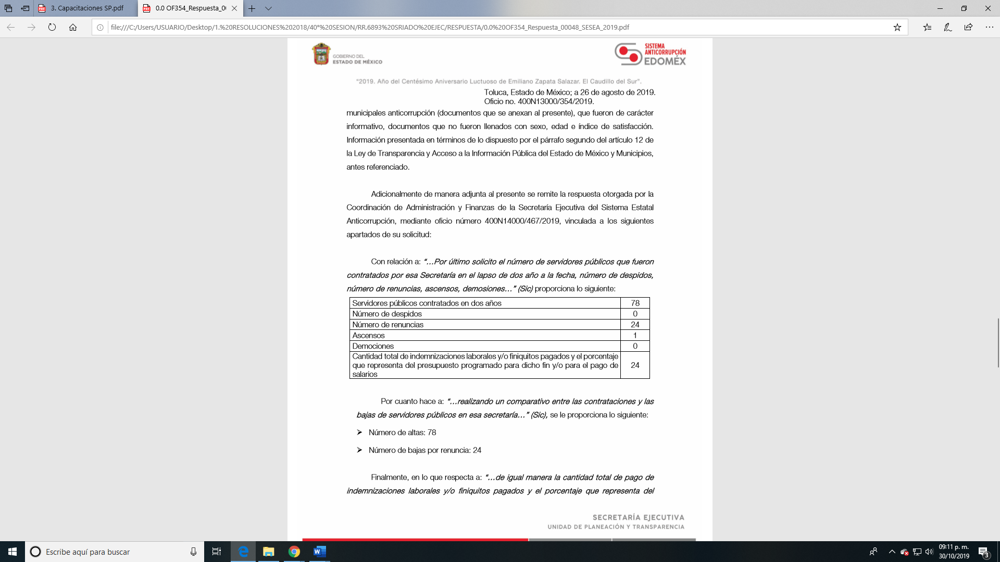 3. Capacitaciones SP.pdf
0.0 OF354_Respuesta_0(
file:///C:/Users/USUARIO/Desktop/1.%20RESOLUCIONES%202018/40°%20SESION/RR.6893%20SRIADO%20EJEC/RESPUESTA/0.0%20OF354_Respuesta_00048_SESEA_2019.pdf
GOBIERNO DEL
ESTADO DE MÉXICO
SISTEMA
ANTICORRUPCIÓN
EDOMÉX
"2019. Año del Centésimo Aniversario Luctuoso de Emiliano Zapata Salazar. El Caudillo del Sur".
Toluca, Estado de México; a 26 de agosto de 2019.
Oficio no. 400N13000/354/2019.
municipales anticorrupción (documentos que se anexan al presente), que fueron de carácter
informativo, documentos que no fueron llenados con sexo, edad e índice de satisfacción.
Información presentada en términos de lo dispuesto por el párrafo segundo del artículo 12 de
la Ley de Transparencia y Acceso a la Información Pública del Estado de México y Municipios,
antes referenciado.
Adicionalmente de manera adjunta al presente se remite la respuesta otorgada por la
Coordinación de Administración y Finanzas de la Secretaría Ejecutiva del Sistema Estatal
Anticorrupción, mediante oficio número 400N14000/467/2019, vinculada a los siguientes
apartados de su solicitud:
Con relación a: "...Por último solicito el número de servidores públicos que fueron
contratados por esa Secretaría en el lapso de dos año a la fecha, número de despidos,
número de renuncias, ascensos, demosiones..." (Sic) proporciona lo siguiente:
Servidores públicos contratados en dos años 78
Número de despidos 0
Número de renuncias 24
Ascensos 1
Demociones 0
Cantidad total de indemnizaciones laborales y/o finiquitos pagados y el porcentaje
que representa del presupuesto programado para dicho fin y/o para el pago de 24
salarios
Por cuanto hace a: "...realizando un comparativo entre las contrataciones y las
bajas de servidores públicos en esa secretaría..." (Sic), se le proporciona lo siguiente:
➢ Número de altas: 78
➢ Número de bajas por renuncia: 24
Finalmente, en lo que respecta a: "...de igual manera la cantidad total de pago de
indemnizaciones laborales y/o finiquitos pagados y el porcentaje que representa del
SECRETARÍA EJECUTIVA
UNIDAD DE PLANEACIÓN Y TRANSPARENCIA
Escribe aquí para buscar
09:11 p. m.
30/10/2019
3